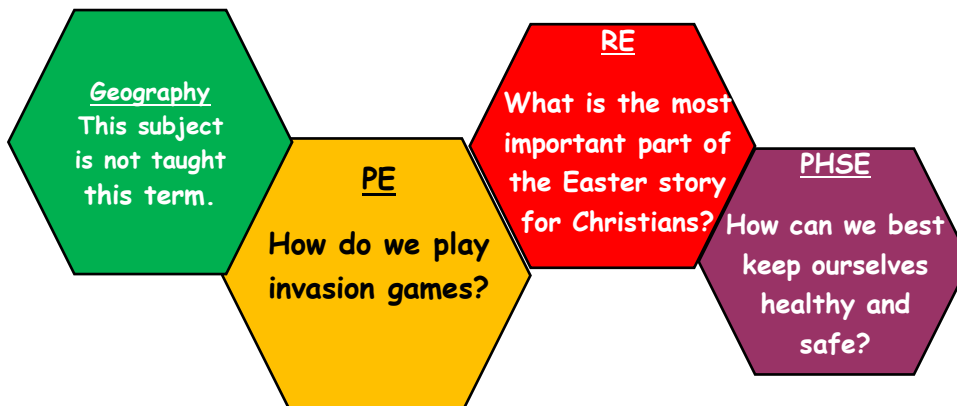 Geography
This subject
is not taught
this term.
PE
How do we play
invasion games?
RE
What is the most
important part of
the Easter story
for Christians?
PHSE
How can we best
keep ourselves
healthy and
safe?